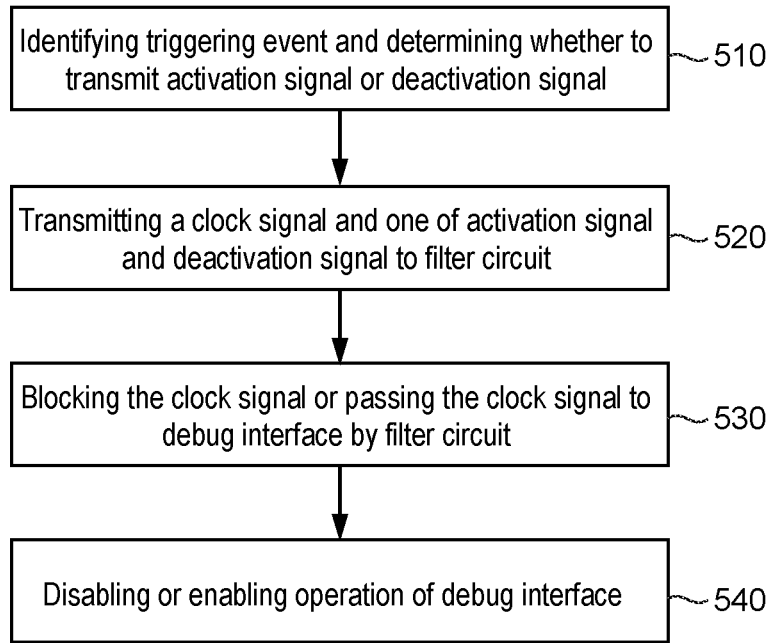 Identifying triggering event and determining whether to
transmit activation signal or deactivation signal
510
Transmitting a clock signal and one of activation signal
and deactivation signal to filter circuit
520
Blocking the clock signal or passing the clock signal to
debug interface by filter circuit
530
Disabling or enabling operation of debug interface
540